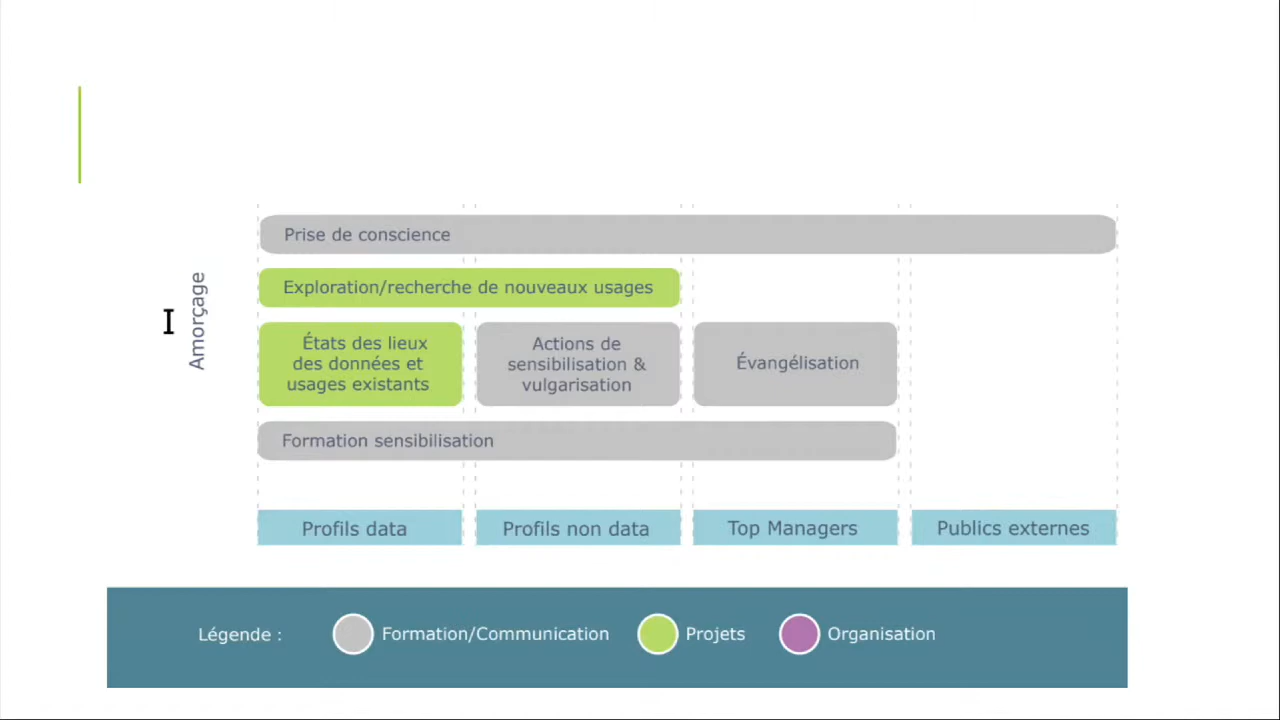 Prise de conscience
Amorçage
Exploration/recherche de nouveaux usages
États des lieux
des données et
usages existants
Actions de
sensibilisation &
vulgarisation
Évangélisation
Formation sensibilisation
Profils data
Profils non data
Top Managers
Publics externes
Légende :
Formation/Communication
Projets
Organisation